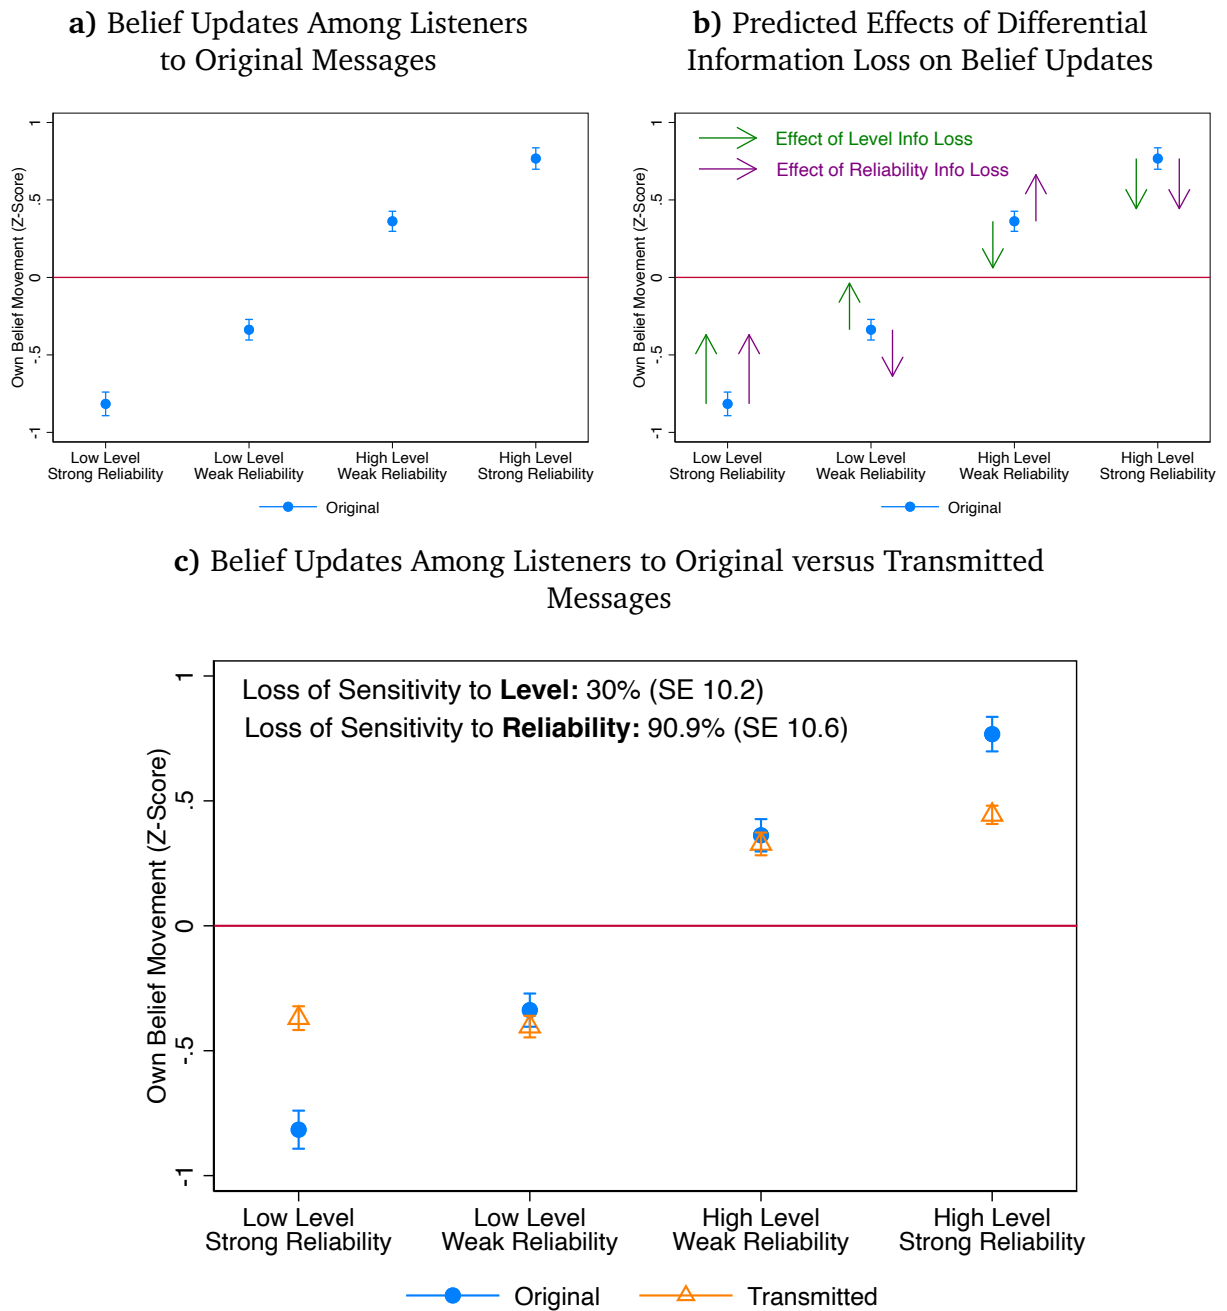 a) Belief Updates Among Listeners
to Original Messages
1
.5
0
-.5
-1
Own Belief Movement (Z-Score)
Low Level
Strong Reliability
Low Level
Weak Reliability
High Level
Weak Reliability
High Level
Strong Reliability
Original
b) Predicted Effects of Differential
Information Loss on Belief Updates
Effect of Level Info Loss
Effect of Reliability Info Loss
1
.5
0
-.5
-1
Own Belief Movement (Z-Score)
Low Level
Strong Reliability
Low Level
Weak Reliability
High Level
Weak Reliability
High Level
Strong Reliability
Original
c) Belief Updates Among Listeners to Original versus Transmitted
Messages
Loss of Sensitivity to Level: 30% (SE 10.2)
Loss of Sensitivity to Reliability: 90.9% (SE 10.6)
1
.5
0
-.5
-1
Own Belief Movement (Z-Score)
Low Level
Strong Reliability
Low Level
Weak Reliability
High Level
Weak Reliability
High Level
Strong Reliability
Original
Transmitted